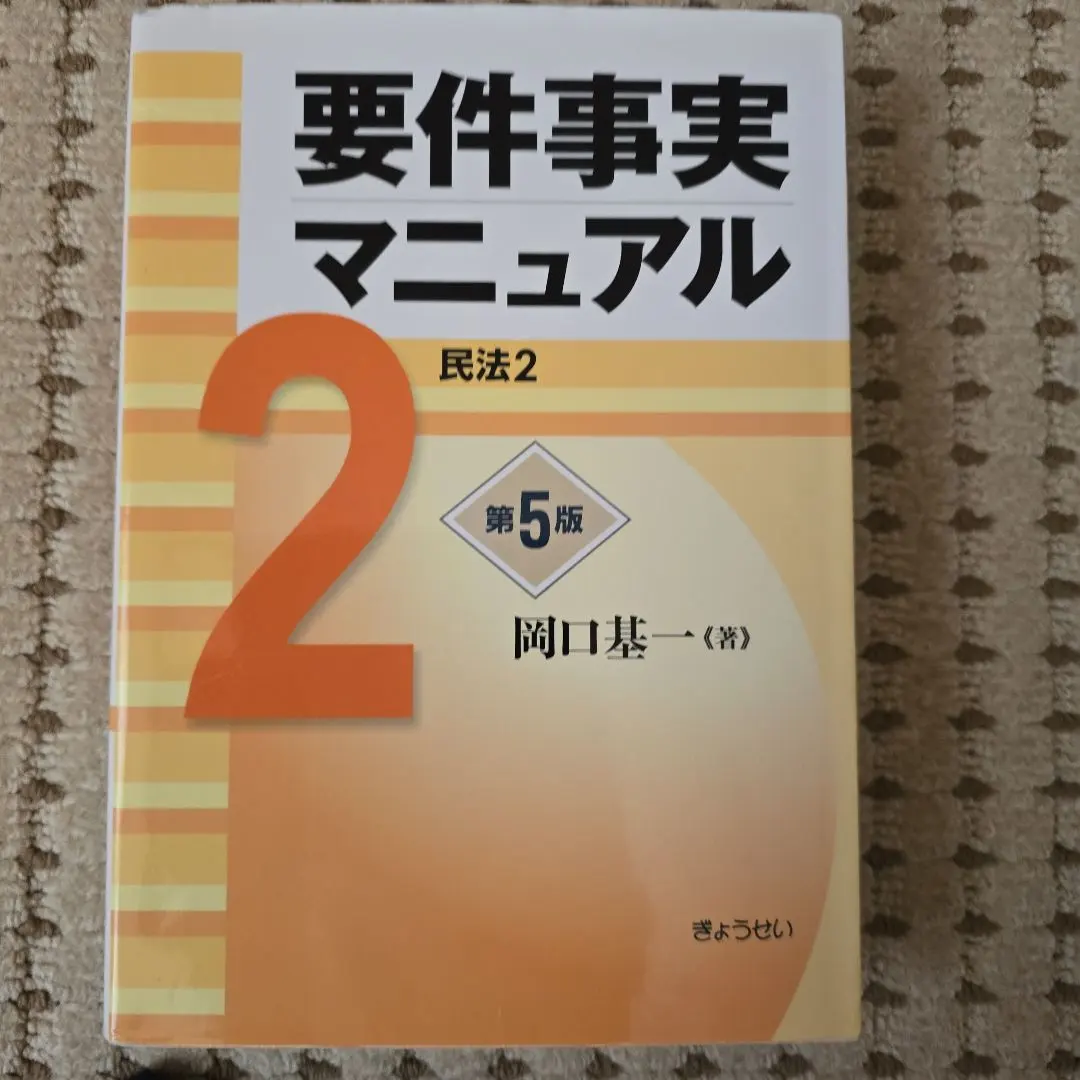 要件事実
マニュアル
2
民法2
第5版
岡口基一《著》
ぎょうせい